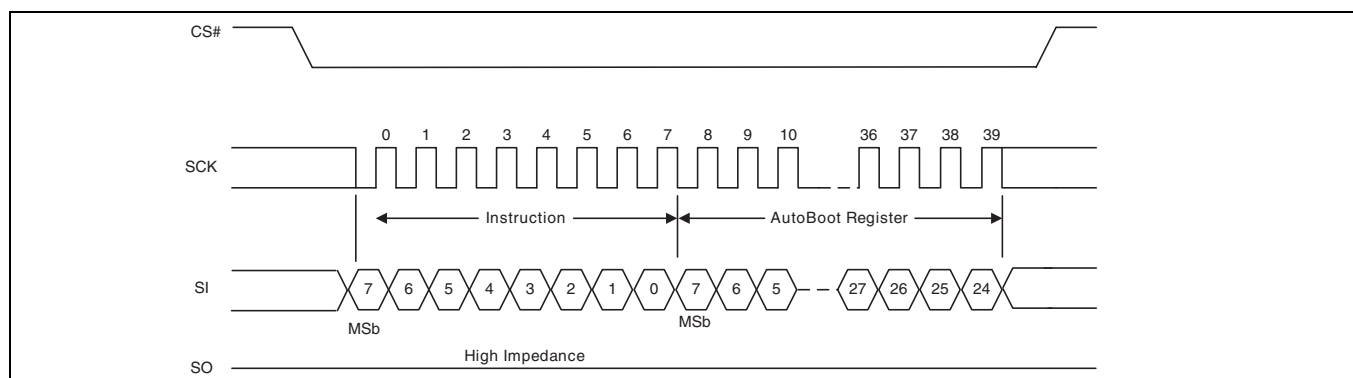 CS#
0 1 2 3 4 5 6 7 8 9 10 36 37 38 39
SCK
Instruction AutoBoot Register
SI 7 6 5 4 3 2 1 0 7 6 5 27 26 25 24
MSb MSb
High Impedance
SO